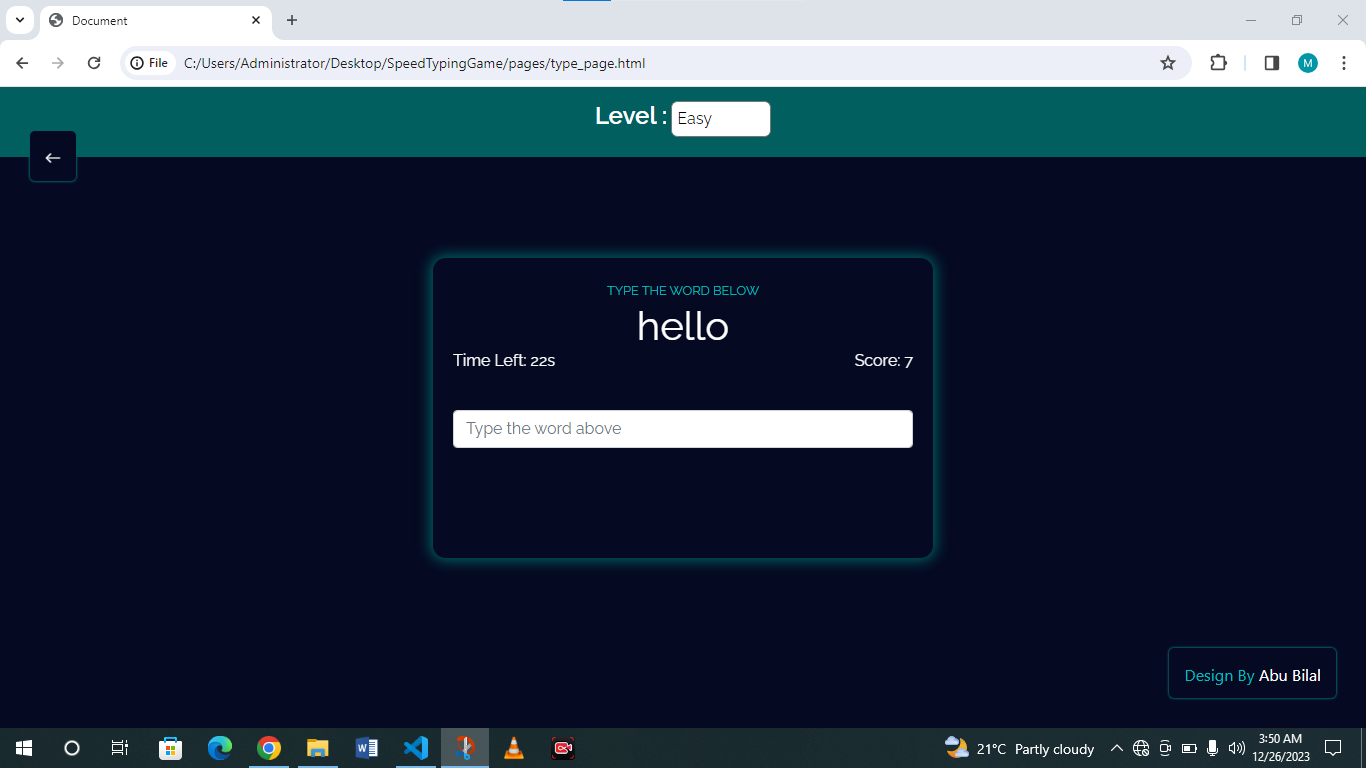 Document
File
C:/Users/Administrator/Desktop/SpeedTypingGame/pages/type_page.html
M
Level : Easy
TYPE THE WORD BELOW
hello
Time Left: 22s
Score: 7
Type the word above
Design By Abu Bilal
21°C Partly cloudy
3:50 AM
12/26/2023